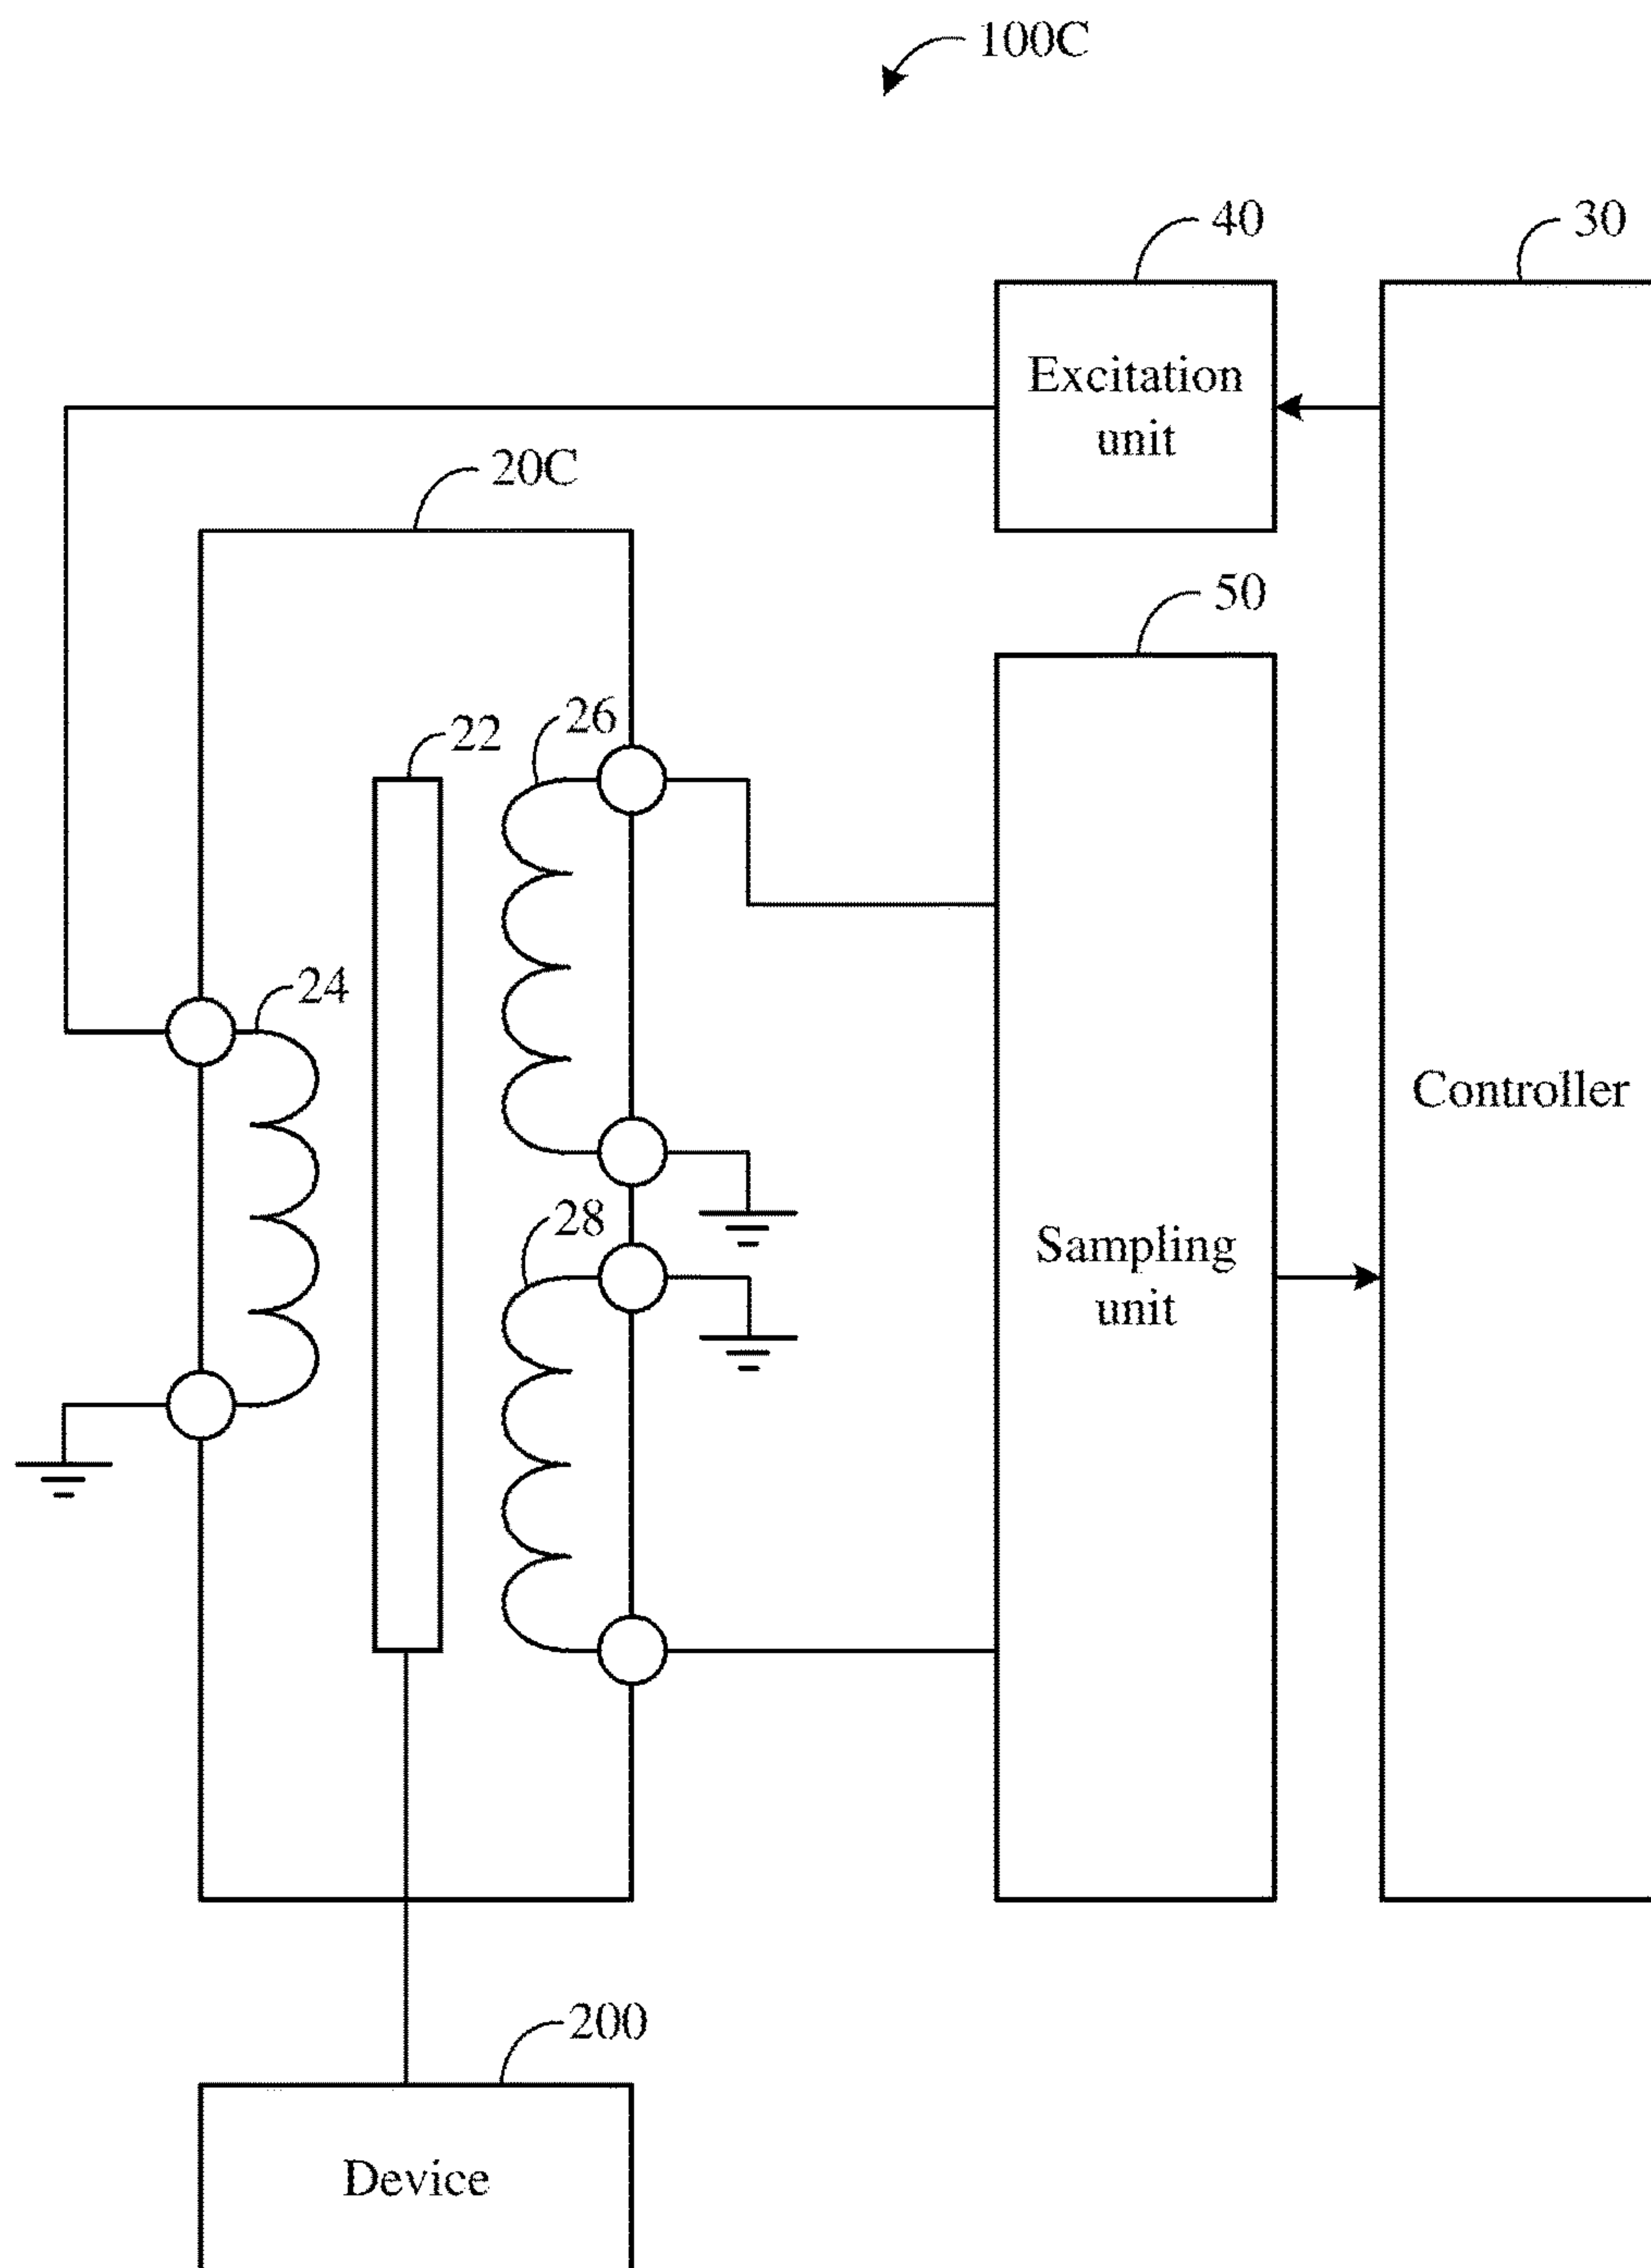 100C
40
30
Excitation
unit
20C
50
26
22
24
Controller
28
Sampling
unit
200
Device